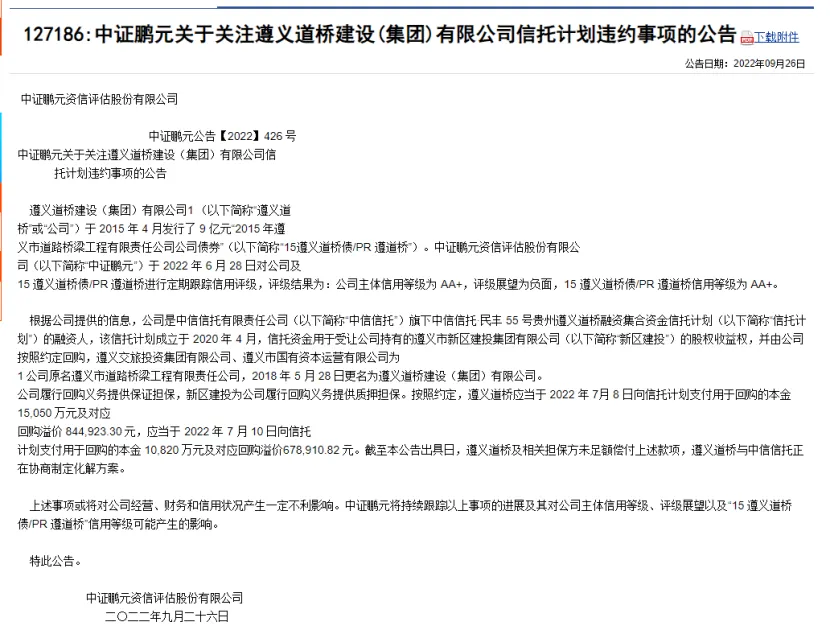 127186:中证鹏元关于关注遵义道桥建设(集团)有限公司信托计划违约事项的公告 下载附件
公告日期：2022年09月26日
中证鹏元资信评估股份有限公司
中证鹏元公告【2022】426 号
中证鹏元关于关注遵义道桥建设（集团）有限公司信
托计划违约事项的公告
遵义道桥建设（集团）有限公司1 （以下简称“遵义道
桥”或“公司”）于 2015 年 4 月发行了 9 亿元“2015 年遵
义市道路桥梁工程有限责任公司公司债券”（以下简称“15遵义道桥债/PR 遵道桥）。中证鹏元资信评估股份有限公
司（以下简称“中证鹏元”）于 2022 年 6 月 28 日对公司及
15 遵义道桥债/PR 遵道桥进行定期跟踪信用评级，评级结果为：公司主体信用等级为 AA+，评级展望为负面，15 遵义道桥债/PR 遵道桥信用等级为 AA+。
根据公司提供的信息，公司是中信信托有限责任公司（以下简称“中信信托”）旗下中信信托·民丰 55 号贵州遵义道桥融资集合资金信托计划（以下简称“信托计
划”）的融资人，该信托计划成立于 2020 年 4 月，信托资金用于受让公司持有的遵义市新区建投集团有限公司（以下简称“新区建投”）的股权收益权，并由公司
按照约定回购，遵义交旅投资集团有限公司、遵义市国有资本运营有限公司为
1 公司原名遵义市道路桥梁工程有限责任公司，2018 年 5 月 28 日更名为遵义道桥建设（集团）有限公司。
公司履行回购义务提供保证担保，新区建投为公司履行回购义务提供质押担保。按照约定，遵义道桥应当于 2022 年 7月 8 日向信托计划支付用于回购的本金
15,050 万元及对应
回购溢价 844,923.30 元，应当于 2022 年 7 月 10 日向信托
计划支付用于回购的本金 10,820 万元及对应回购溢价678,910.82 元。截至本公告出具日，遵义道桥及相关担保方未足额偿付上述款项，遵义道桥与中信信托正
在协商制定化解方案。
上述事项或将对公司经营、财务和信用状况产生一定不利影响。中证鹏元将持续跟踪以上事项的进展及其对公司主体信用等级、评级展望以及“15 遵义道桥
债/PR 遵道桥”信用等级可能产生的影响。
特此公告。
中证鹏元资信评估股份有限公司
二〇二二年九月二十六日